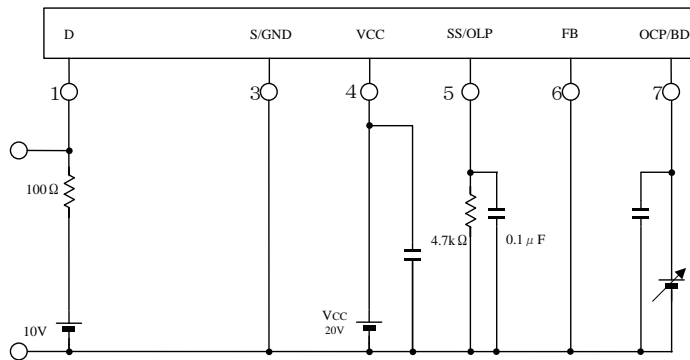 D S/GND VCC SS/OLP FB OCP/BD
1 3 4 5 6 7
100Ω
4.7kΩ 0.1μF
10V
VCC
20V